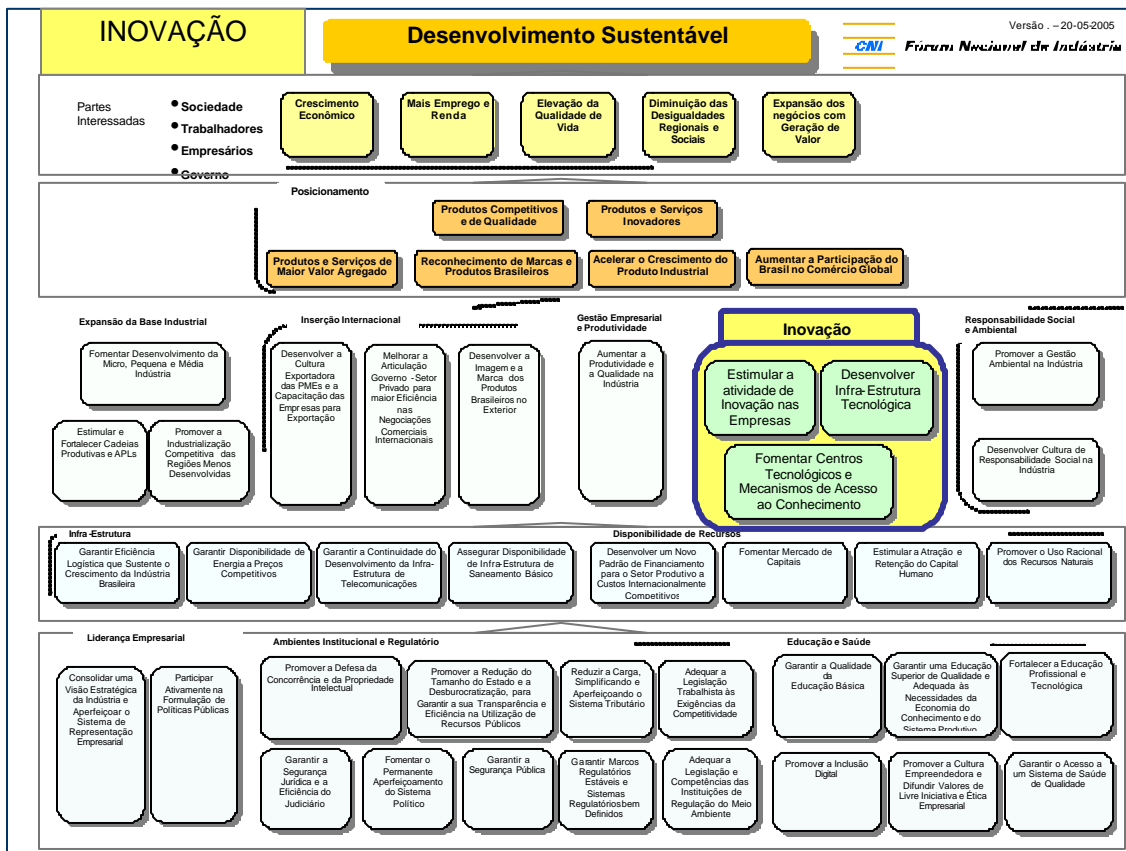 INOVAÇÃO
Desenvolvimento Sustentável
Versão . – 20-05-2005
CNI Fórum Nacional de Indústria
Partes
Interessadas
• Sociedade
• Trabalhadores
• Empresários
• Governo
Crescimento
Econômico
Mais Emprego e
Renda
Elevação da
Qualidade de
Vida
Diminuição das
Desigualdades
Regionais e
Sociais
Expansão dos
negócios com
Geração de
Valor
Posicionamento
Produtos Competitivos
e de Qualidade
Produtos e Serviços
Inovadores
Produtos e Serviços de
Maior Valor Agregado
Reconhecimento de Marcas e
Produtos Brasileiros
Acelerar o Crescimento do
Produto Industrial
Aumentar a Participação do
Brasil no Comércio Global
Expansão da Base Industrial
Fomentar Desenvolvimento da
Micro, Pequena e Média
Indústria
Estimular e
Fortalecer Cadeias
Produtivas e APLs
Promover a
Industrialização
Competitiva das
Regiões Menos
Desenvolvidas
Inserção Internacional
Desenvolver a
Cultura
Exportadora
das PMEs e a
Capacitação das
Empresas para
Exportação
Melhorar a
Articulação
Governo -Setor
Privado para
maior Eficiência
nas
Negociações
Comerciais
Internacionais
Desenvolver a
Imagem e a
Marca dos
Produtos
Brasileiros no
Exterior
Gestão Empresarial
e Produtividade
Aumentar a
Produtividade e
a Qualidade na
Indústria
Inovação
Estimular a
atividade de
Inovação nas
Empresas
Desenvolver
Infra-Estrutura
Tecnológica
Fomentar Centros
Tecnológicos e
Mecanismos de Acesso
ao Conhecimento
Responsabilidade Social
e Ambiental
Promover a Gestão
Ambiental na Indústria
Desenvolver Cultura de
Responsabilidade Social na
Indústria
Infra-Estrutura
Garantir Eficiência
Logística que Sustente o
Crescimento da Indústria
Brasileira
Garantir Disponibilidade de
Energia a Preços
Competitivos
Garantir a Continuidade do
Desenvolvimento da Infra-
Estrutura de
Telecomunicações
Assegurar Disponibilidade
de Infra-Estrutura de
Saneamento Básico
Disponibilidade de Recursos
Desenvolver um Novo
Padrão de Financiamento
para o Setor Produtivo a
Custos Internacionalmente
Competitivos
Fomentar Mercado de
Capitais
Estimular a Atração e
Retenção do Capital
Humano
Promover o Uso Racional
dos Recursos Naturais
Liderança Empresarial
Consolidar uma
Visão Estratégica
da Indústria e
Aperfeiçoar o
Sistema de
Representação
Empresarial
Participar
Ativamente na
Formulação de
Políticas Públicas
Ambientes Institucional e Regulatório
Promover a Defesa da
Concorrência e da Propriedade
Intelectual
Promover a Redução do
Tamanho do Estado e a
Desburocratização, para
Garantir a sua Transparência e
Eficiência na Utilização de
Recursos Públicos
Reduzir a Carga,
Simplificando e
Aperfeiçoando o
Sistema Tributário
Adequar a
Legislação
Trabalhista às
Exigências da
Competitividade
Garantir a
Segurança
Jurídica e a
Eficiência do
Judiciário
Fomentar o
Permanente
Aperfeiçoamento
do Sistema
Político
Garantir a
Segurança Pública
Garantir Marcos
Regulatórios
Estáveis e
Sistemas
Regulatórios bem
Definidos
Adequar a
Legislação e
Competências das
Instituições de
Regulação do Meio
Ambiente
Educação e Saúde
Garantir a Qualidade
da
Educação Básica
Garantir uma Educação
Superior de Qualidade e
Adequada às
Necessidades da
Economia do
Conhecimento e do
Sistema Produtivo
Fortalecer a Educação
Profissional e
Tecnológica
Promover a Inclusão
Digital
Promover a Cultura
Empreendedora e
Difundir Valores de
Livre Iniciativa e Ética
Empresarial
Garantir o Acesso a
um Sistema de Saúde
de Qualidade